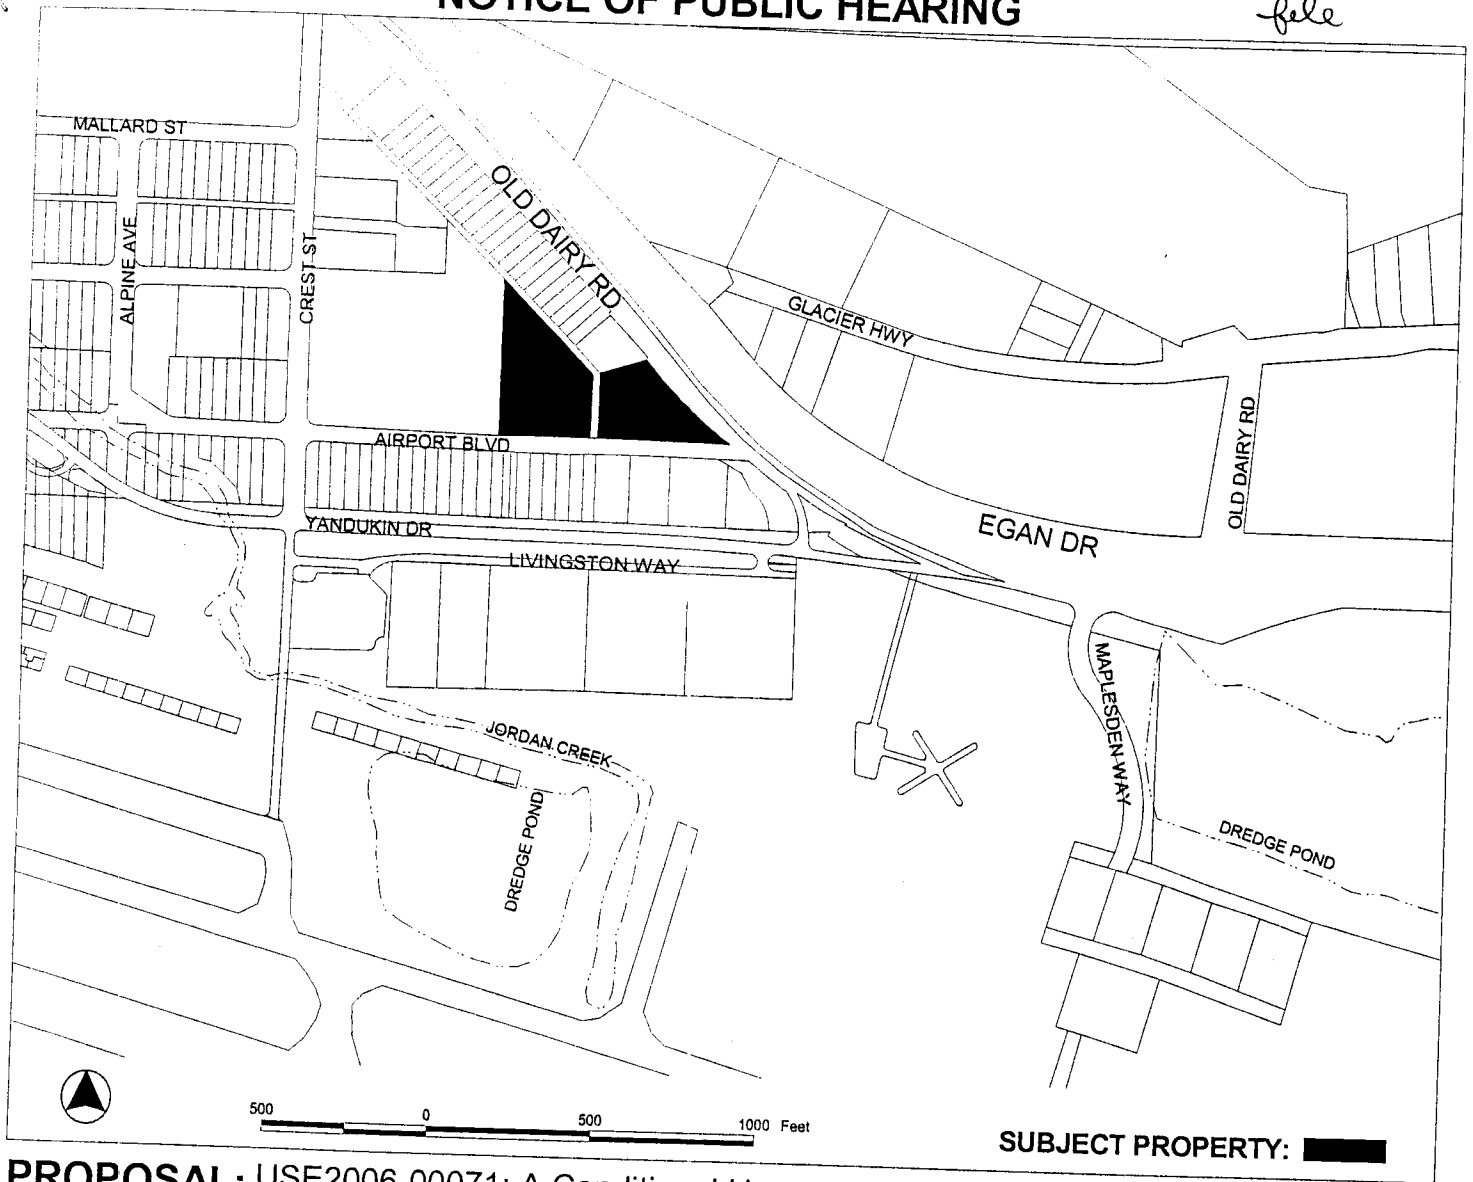 NOTICE OF PUBLIC HEARING
file
MALLARD ST
ALPINE AVE
CREST ST
OLD DAIRY RD
GLACIER HWY
AIRPORT BLVD
OLD DAIRY RD
YANDUKIN DR
EGAN DR
LIVINGSTON WAY
MAPLESDEN WAY
JORDAN CREEK
DREDGE POND
DREDGE POND
500 0 500 1000 Feet
SUBJECT PROPERTY:
PROPOSAL: USE2006-00071: A Conditional